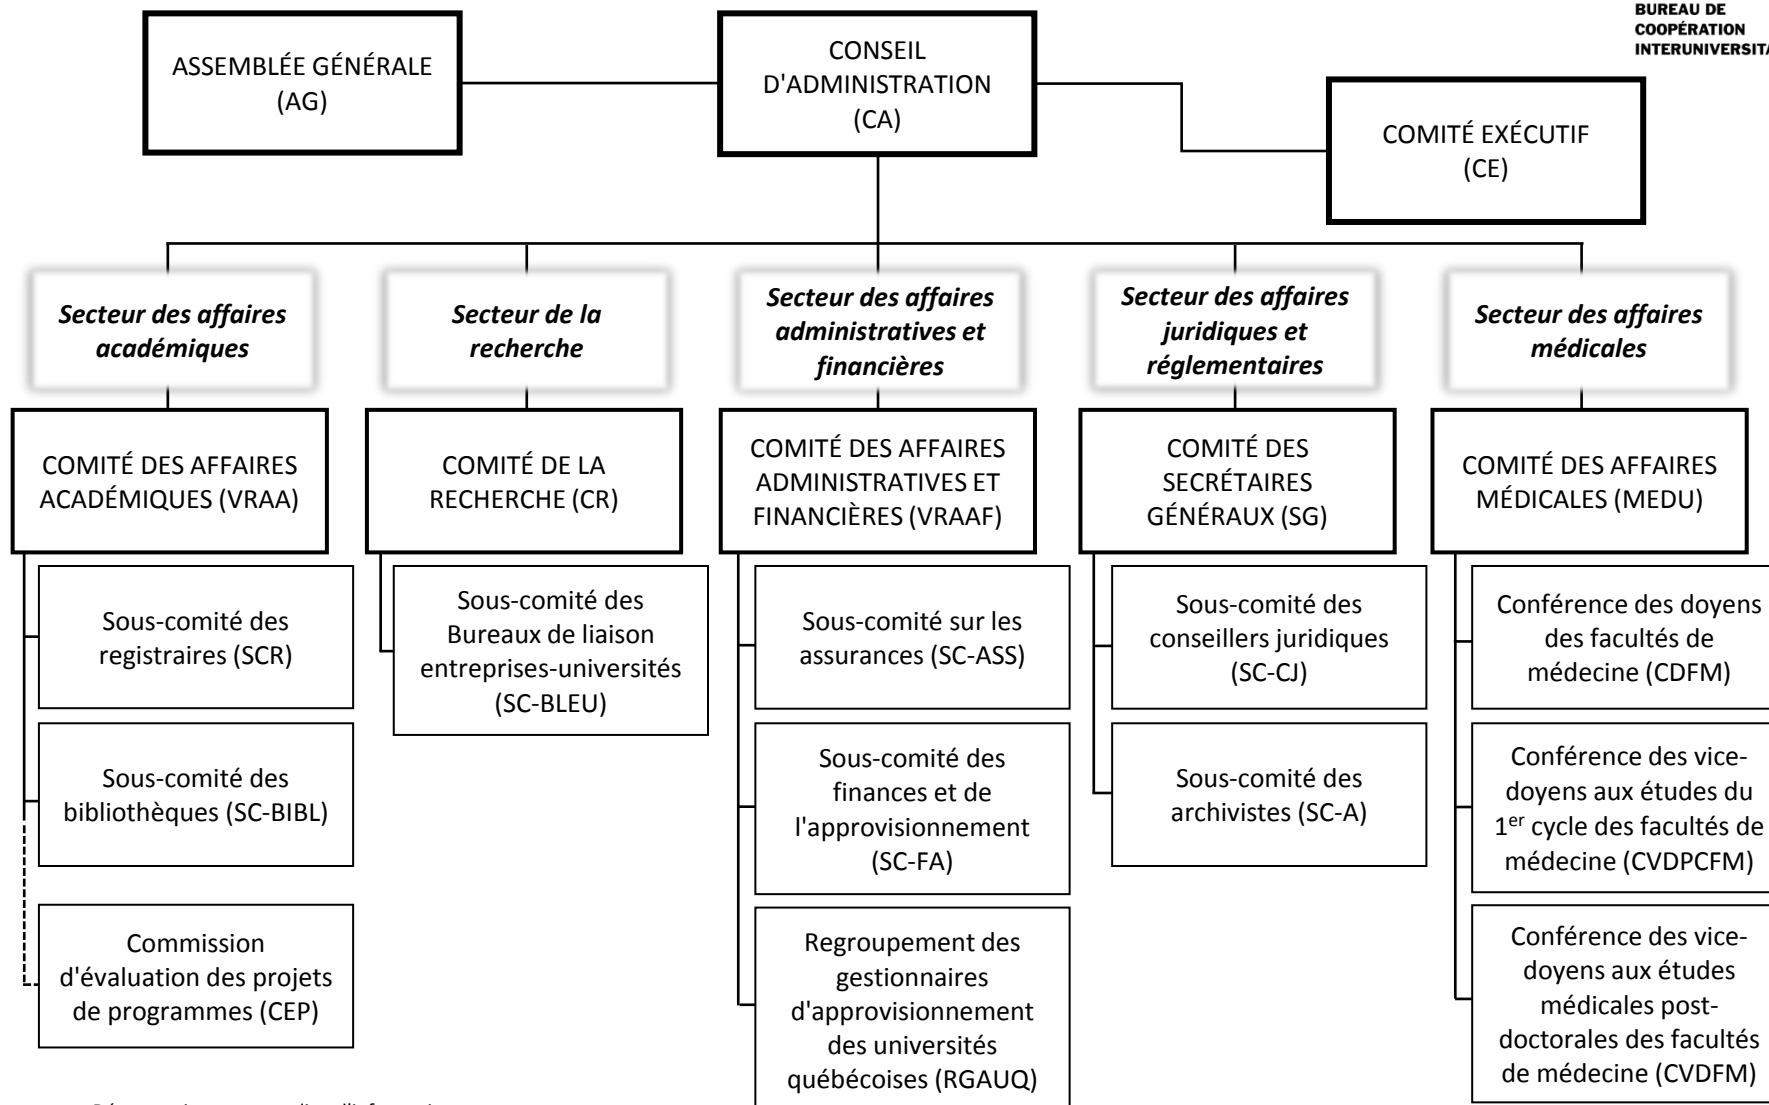 BUREAU DE
COOPÉRATION
ASSEMBLÉE GÉNÉRALE
(AG)
CONSEIL
D'ADMINISTRATION
(CA)
COMITÉ EXÉCUTIF
(CE)
Secteur des affaires
académiques
Secteur de la
recherche
Secteur des affaires
administratives et
financières
Secteur des affaires
juridiques et
réglementaires
Secteur des affaires
médicales
COMITÉ DES AFFAIRES
ACADÉMIQUES (VRAA)
COMITÉ DE LA
RECHERCHE (CR)
COMITÉ DES AFFAIRES
ADMINISTRATIVES ET
FINANCIÈRES (VRAAF)
COMITÉ DES
SECRÉTAIRES
GÉNÉRAUX (SG)
COMITÉ DES AFFAIRES
MÉDICALES (MEDU)
Sous-comité des
registraires (SCR)
Sous-comité des
bibliothèques (SC-BIBL)
Commission
d'évaluation des projets
de programmes (CEP)
Sous-comité des
Bureaux de liaison
entreprises-universités
(SC-BLEU)
Sous-comité sur les
assurances (SC-ASS)
Sous-comité des
finances et de
l'approvisionnement
(SC-FA)
Regroupement des
gestionnaires
d'approvisionnement
des universités
québécoises (RGAUQ)
Sous-comité des
conseillers juridiques
(SC-CJ)
Sous-comité des
archivistes (SC-A)
Conférence des doyens
des facultés de
médecine (CDFM)
Conférence des vice-
doyens aux études du
1er cycle des facultés de
médecine (CVDPCFM)
Conférence des vice-
doyens aux études
médicales post-
doctorales des facultés
de médecine (CVDFM)